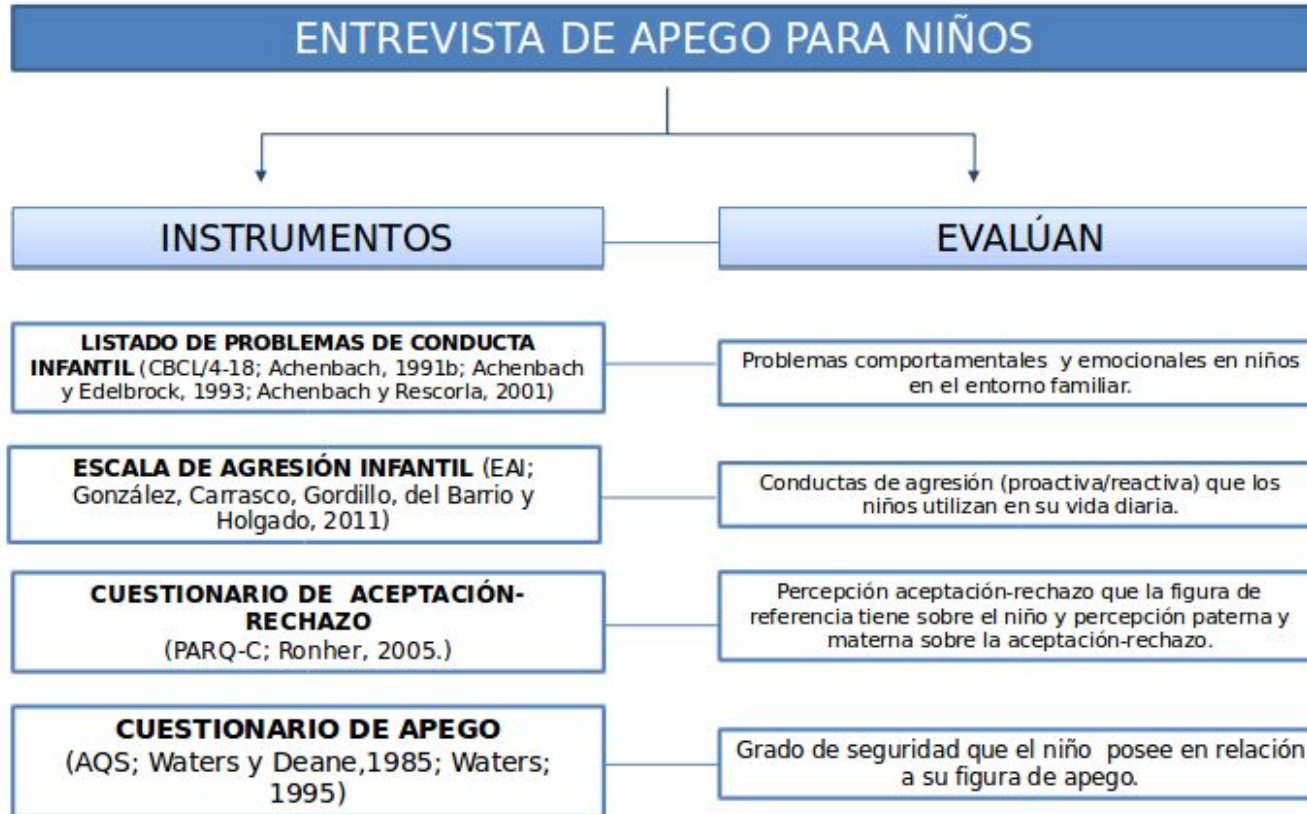 ENTREVISTA DE APEGO PARA NIÑOS
INSTRUMENTOS
EVALÚAN
LISTADO DE PROBLEMAS DE CONDUCTA
INFANTIL (CBCL/4-18; Achenbach, 1991b; Achenbach
y Edelbrock, 1993; Achenbach y Rescorla, 2001)
Problemas comportamentales y emocionales en niños
en el entorno familiar.
ESCALA DE AGRESIÓN INFANTIL (EAI;
González, Carrasco, Gordillo, del Barrio y
Holgado, 2011)
Conductas de agresión (proactiva/reactiva) que los
niños utilizan en su vida diaria.
CUESTIONARIO DE ACEPTACIÓN-
RECHAZO
(PARQ-C; Ronher, 2005.)
Percepción aceptación-rechazo que la figura de
referencia tiene sobre el niño y percepción paterna y
materna sobre la aceptación-rechazo.
CUESTIONARIO DE APEGO
(AQS; Waters y Deane,1985; Waters;
1995)
Grado de seguridad que el niño posee en relación
a su figura de apego.